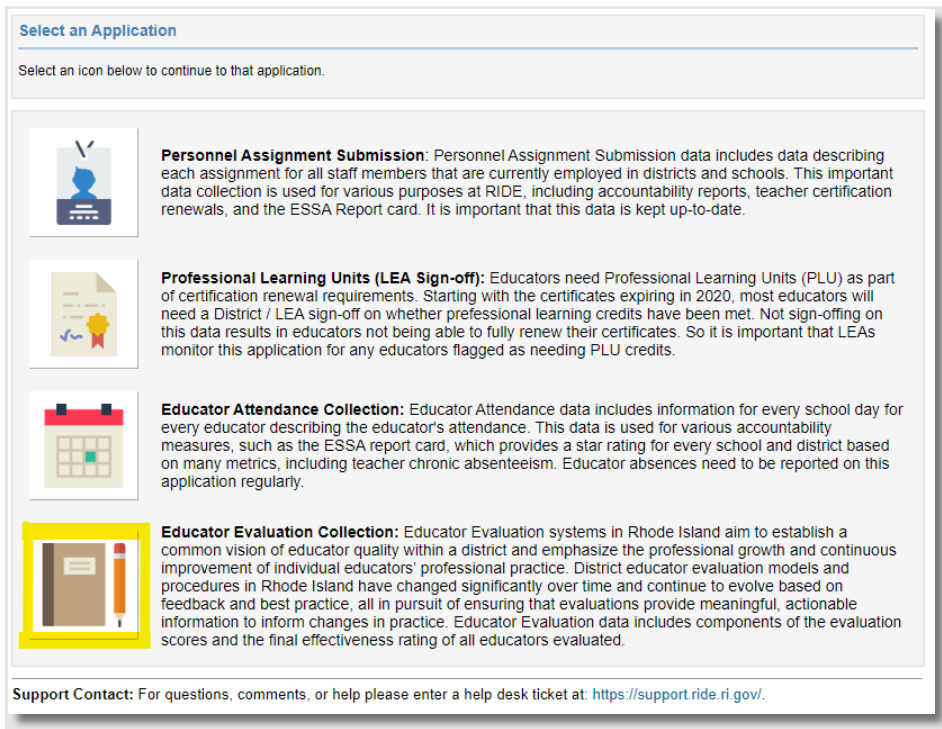 Select an Application
Select an icon below to continue to that application.
Personnel Assignment Submission: Personnel Assignment Submission data includes data describing
each assignment for all staff members that are currently employed in districts and schools. This important
data collection is used for various purposes at RIDE, including accountability reports, teacher certification
renewals, and the ESSA Report card. It is important that this data is kept up-to-date.
Professional Learning Units (LEA Sign-off): Educators need Professional Learning Units (PLU) as part
of certification renewal requirements. Starting with the certificates expiring in 2020, most educators will
need a District / LEA sign-off on whether prefessional learning credits have been met. Not sign-offing on
this data results in educators not being able to fully renew their certificates. So it is important that LEAs
monitor this application for any educators flagged as needing PLU credits.
Educator Attendance Collection: Educator Attendance data includes information for every school day for
every educator describing the educator's attendance. This data is used for various accountability
measures, such as the ESSA report card, which provides a star rating for every school and district based
on many metrics, including teacher chronic absenteeism. Educator absences need to be reported on this
application regularly.
Educator Evaluation Collection: Educator Evaluation systems in Rhode Island aim to establish a
common vision of educator quality within a district and emphasize the professional growth and continuous
improvement of individual educators' professional practice. District educator evaluation models and
procedures in Rhode Island have changed significantly over time and continue to evolve based on
feedback and best practice, all in pursuit of ensuring that evaluations provide meaningful, actionable
information to inform changes in practice. Educator Evaluation data includes components of the evaluation
scores and the final effectiveness rating of all educators evaluated.
Support Contact: For questions, comments, or help please enter a help desk ticket at: https://support.ride.ri.gov/.